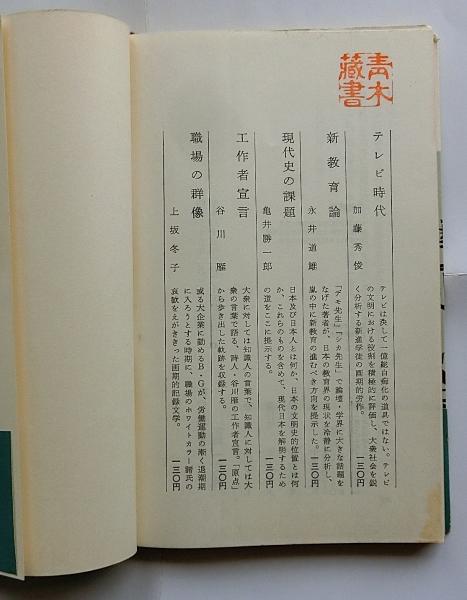 青木
藏書
テレビ時代
加藤秀俊
テレビは決して一億総白痴化の道具ではない。テレビ
の文明における役割を積極的に評価し、大衆社会を鋭
く分析する新進学徒の画期的労作。
一三〇円
新教育論
永井道雄
『デモ先生』『シカ先生』で論壇・学界に大きな話題を
なげた著者が、日本の教育界の現状を冷静に分析し、
嵐の中に新教育の進むべき方向を提示した。
一三〇円
現代史の課題
亀井勝一郎
日本及び日本人とは何か、日本の文明史的位置とは何
か、これらのものを含めて、現代日本を解明するため
の道をここに提示する。
一三〇円
工作者宣言
谷川雁
大衆に対しては知識人の言葉で、知識人に対しては大
衆の言葉で語る、詩人・谷川雁の工作者宣言。「原点」
から歩き出した軌跡を収録する。
一三〇円
職場の群像
上坂冬子
或る大企業に勤めるB・Gが、労働運動の漸く退潮期
に入ろうとする時期に、職場のホワイトカラー諸氏の
哀歓をえがききった画期的記録文学。
一三〇円